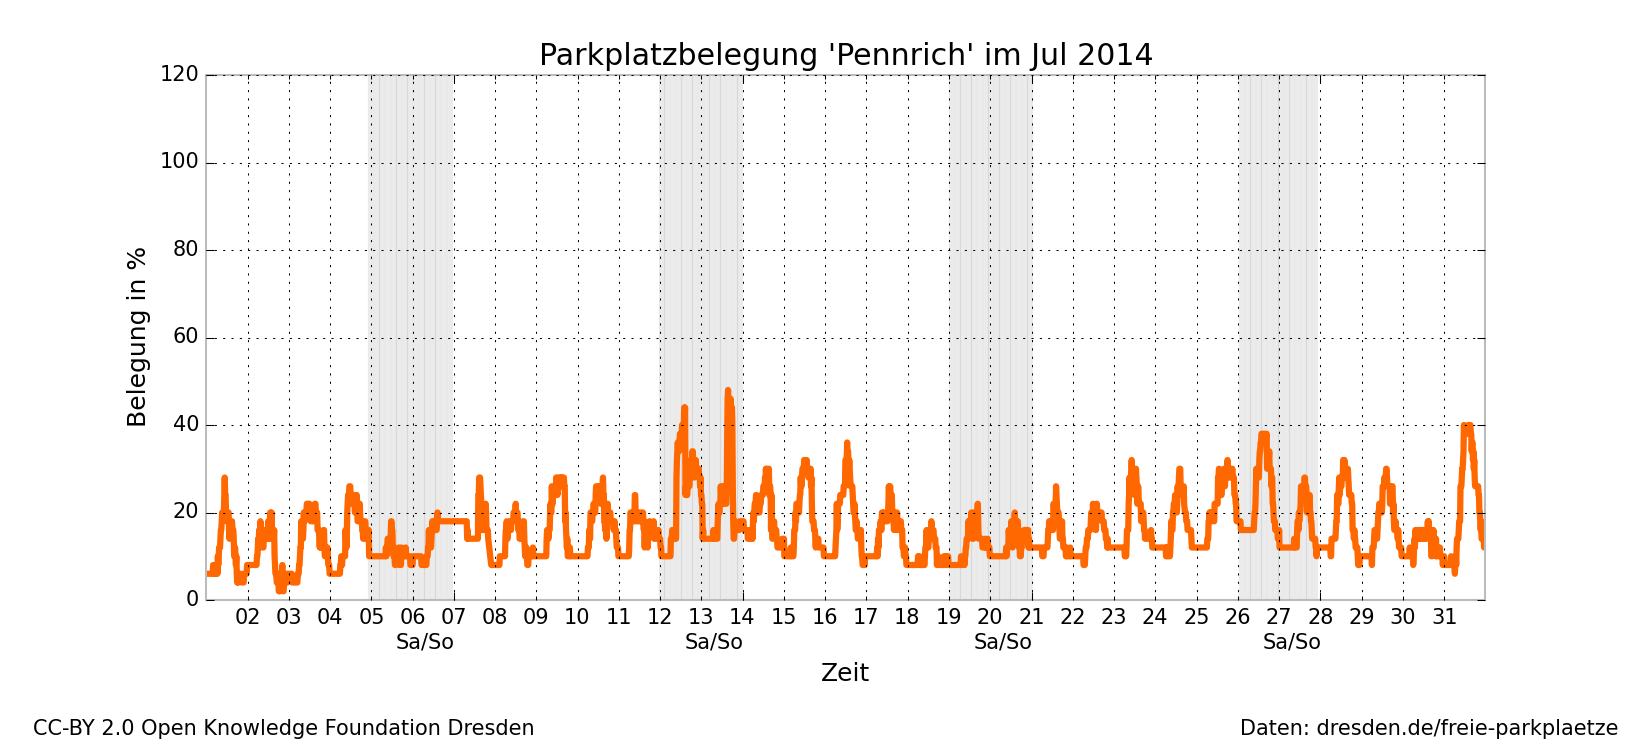 Parkplatzbelegung 'Pennrich' im Jul 2014
Belegung in %
120
100
80
60
40
20
0
02 03 04 05 06 07 08 09 10 11 12 13 14 15 16 17 18 19 20 21 22 23 24 25 26 27 28 29 30 31
Sa/So Sa/So Sa/So Sa/So
Zeit
CC-BY 2.0 Open Knowledge Foundation Dresden
Daten: dresden.de/freie-parkplaetze